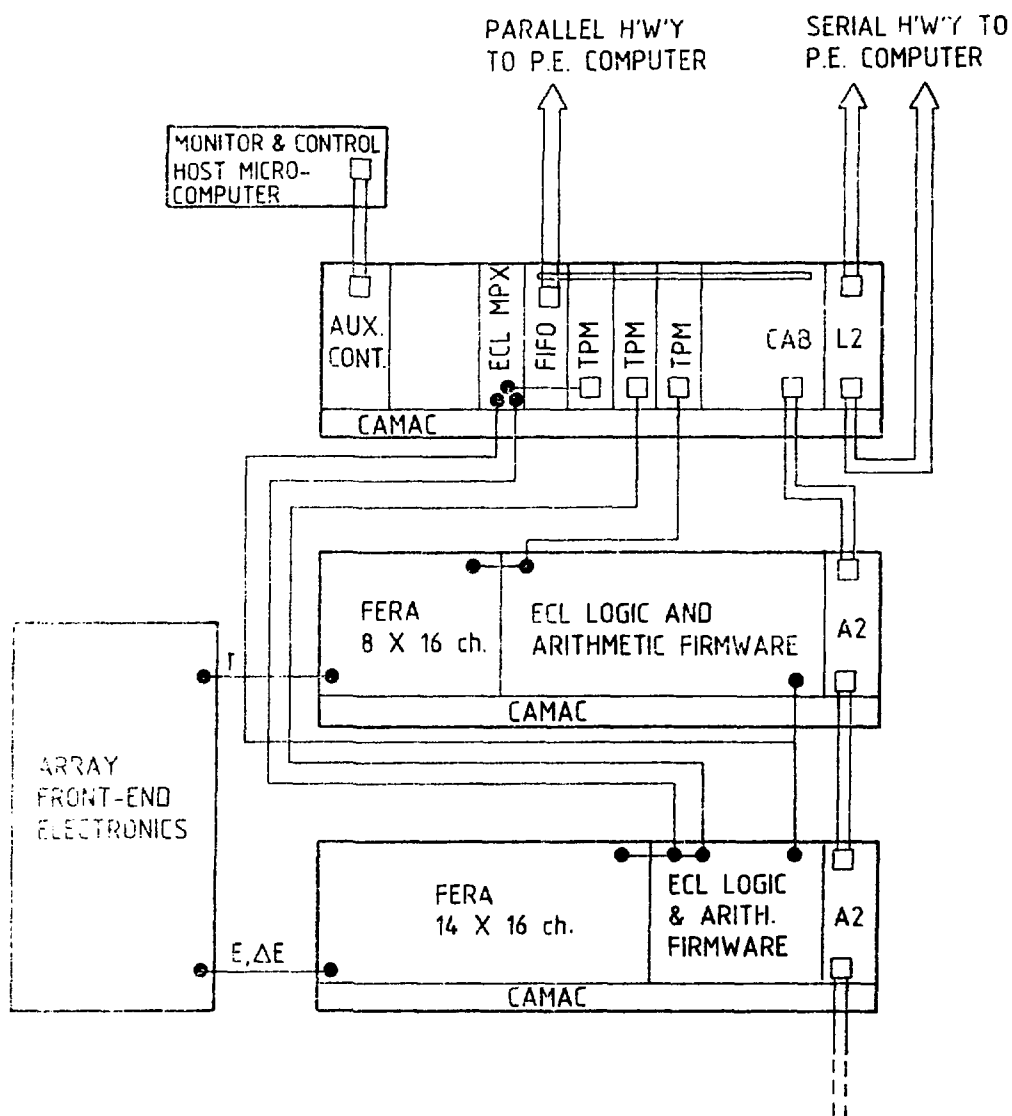 PARALLEL H'W'Y
TO P.E. COMPUTER
SERIAL H'W'Y TO
P.E. COMPUTER
MONITOR & CONTROL
HOST MICRO-
COMPUTER
AUX.
CONT.
ECL MPX
FIFO
TPM
TPM
TPM
CAB
L2
CAMAC
FERA
8 X 16 ch.
ECL LOGIC AND
ARITHMETIC FIRMWARE
A2
CAMAC
ARRAY
FRONT-END
ELECTRONICS
T
E,ΔE
FERA
14 X 16 ch.
ECL LOGIC
& ARITH.
FIRMWARE
A2
CAMAC